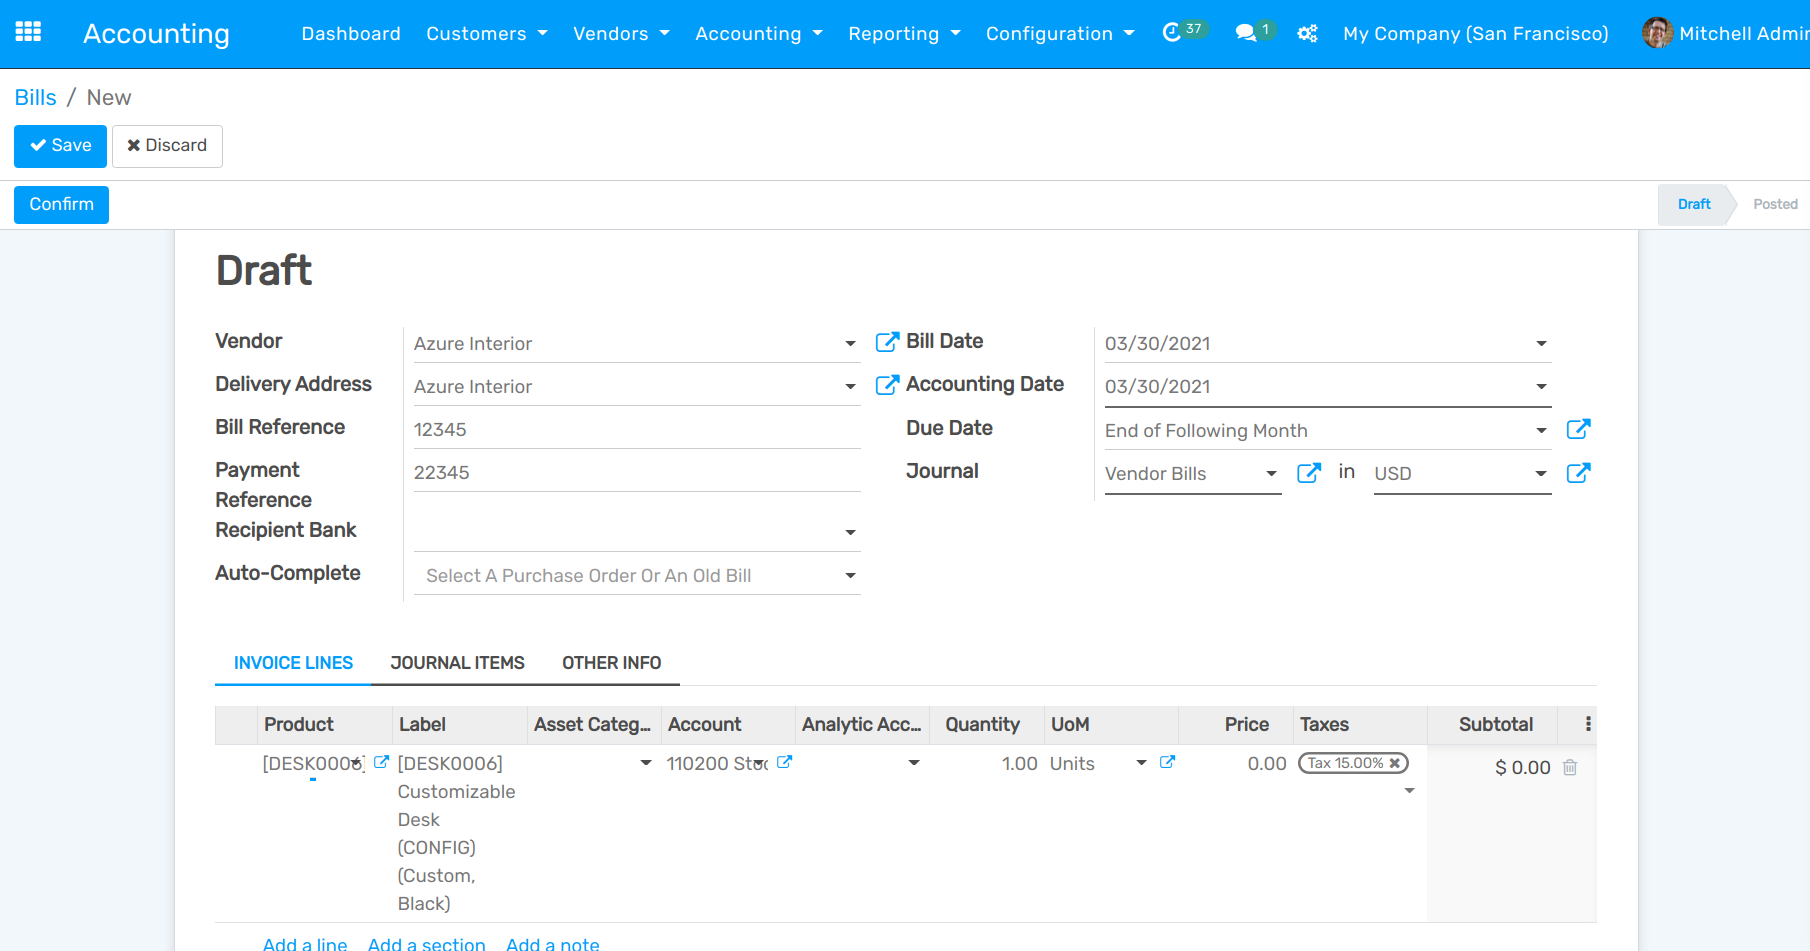 Accounting Dashboard Customers Vendors Accounting Reporting Configuration 37 1 My Company (San Francisco) Mitchell
Bills / New
Save Discard
Confirm Draft Posted
Draft
Vendor Azure Interior Bill Date 03/30/2021
Delivery Address Azure Interior Accounting Date 03/30/2021
Bill Reference 12345 Due Date End of Following Month
Payment Reference 22345 Journal Vendor Bills in USD
Recipient Bank
Auto-Complete Select A Purchase Order Or An Old Bill
INVOICE LINES JOURNAL ITEMS OTHER INFO
Product Label Asset Categ... Account Analytic Acc... Quantity UoM Price Taxes Subtotal
[DESK0006] [DESK0006] 110200 1.00 Units 0.00 Tax 15.00% $ 0.00
Customizable
Desk
(CONFIG)
(Custom,
Black)
Add a line Add a section Add a note